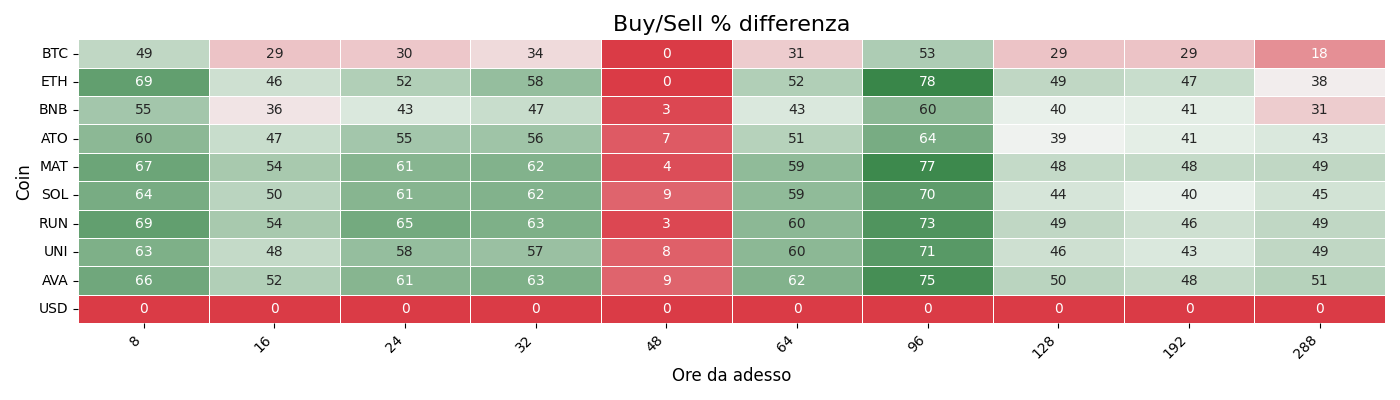 Buy/Sell % differenza
Coin
BTC 49 29 30 34 0 31 53 29 29 18
ETH 69 46 52 58 0 52 78 49 47 38
BNB 55 36 43 47 3 43 60 40 41 31
ATO 60 47 55 56 7 51 64 39 41 43
MAT 67 54 61 62 4 59 77 48 48 49
SOL 64 50 61 62 9 59 70 44 40 45
RUN 69 54 65 63 3 60 73 49 46 49
UNI 63 48 58 57 8 60 71 46 43 49
AVA 66 52 61 63 9 62 75 50 48 51
USD 0 0 0 0 0 0 0 0 0 0
8 16 24 32 48 64 96 128 192 288
Ore da adesso